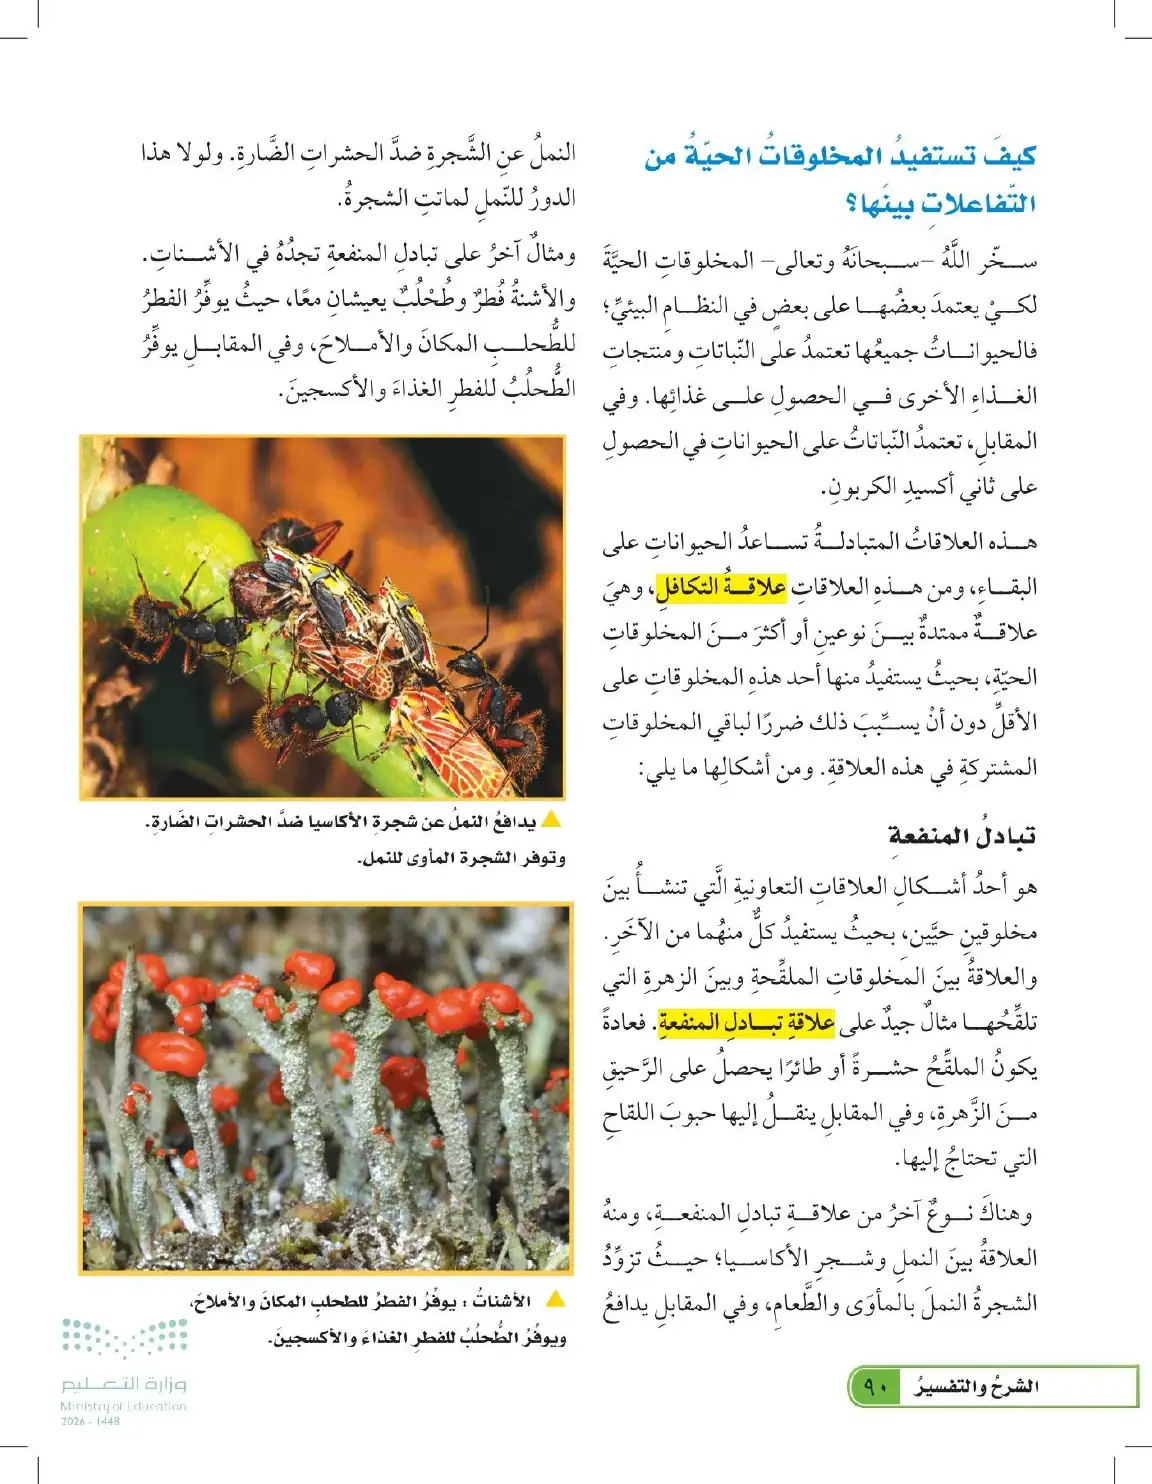 كيفَ تستفيدُ المخلوقاتُ الحيّةُ من
التّفاعلاتِ بينَها؟
سخّر اللَّهُ -سبحانَهُ وتعالى- المخلوقاتِ الحيَّةَ
لكيْ يعتمدَ بعضُها على بعضٍ في النظامِ البيئيِّ؛
فالحيواناتُ جميعُها تعتمدُ على النّباتاتِ ومنتجاتِ
الغذاءِ الأخرى في الحصولِ على غذائِها. وفي
المقابلِ، تعتمدُ النّباتاتُ على الحيواناتِ في الحصولِ
على ثاني أكسيدِ الكربونِ.
هذه العلاقاتُ المتبادلةُ تساعدُ الحيواناتِ على
البقاءِ، ومن هذهِ العلاقاتِ علاقةُ التكافلِ، وهيَ
علاقةٌ ممتدةٌ بينَ نوعينِ أو أكثرَ منَ المخلوقاتِ
الحيّةِ، بحيثُ يستفيدُ منها أحد هذهِ المخلوقاتِ على
الأقلِّ دون أنْ يسبِّبَ ذلك ضررًا لباقي المخلوقاتِ
المشتركةِ في هذه العلاقةِ. ومن أشكالِها ما يلي:
تبادلُ المنفعةِ
هو أحدُ أشكالِ العلاقاتِ التعاونيةِ الَّتي تنشأُ بينَ
مخلوقينِ حيَّينِ، بحيثُ يستفيدُ كلٌّ منهُما من الآخَرِ.
والعلاقةُ بينَ المخلوقاتِ الملقِّحةِ وبينَ الزهرةِ التي
تلقِّحُها مثالٌ جيدٌ على علاقةِ تبادلِ المنفعةِ. فعادةً
يكونُ الملقِّحُ حشرةً أو طائرًا يحصلُ على الرَّحيقِ
منَ الزَّهرةِ، وفي المقابلِ ينقلُ إليها حبوبَ اللقاحِ
التي تحتاجُ إليها.
وهناكَ نوعٌ آخرُ من علاقةِ تبادلِ المنفعةِ، ومنهُ
العلاقةُ بينَ النملِ وشجرِ الأكاسيا؛ حيثُ تزوِّدُ
الشجرةُ النملَ بالمأوَى والطَّعامِ، وفي المقابلِ يدافعُ
النملُ عنِ الشَّجرةِ ضدَّ الحشراتِ الضَّارةِ. ولولا هذا
الدورُ للنّملِ لماتتِ الشجرةُ.
ومثالٌ آخرُ على تبادلِ المنفعةِ تجدُهُ في الأشناتِ.
والأشنةُ فُطرٌ وطُحْلُبٌ يعيشانِ معًا، حيثُ يوفِّرُ الفطرُ
للطُّحلبِ المكانَ والأملاحَ، وفي المقابلِ يوفِّرُ
الطُّحلُبُ للفطرِ الغذاءَ والأكسجينَ.
يدافعُ النملُ عن شجرةِ الأكاسيا ضدَّ الحشراتِ الضّارةِ.
وتوفر الشجرة المأوى للنمل.
الأشناتُ : يوفِّرُ الفطرُ للطحلبِ المكانَ والأملاحَ،
ويوفِّرُ الطُّحلُبُ للفطرِ الغذاءَ والأكسجينَ.
وزارة التعليم
Ministry of Education
2026 - 1448
٩٠ الشرحُ والتفسيرُ